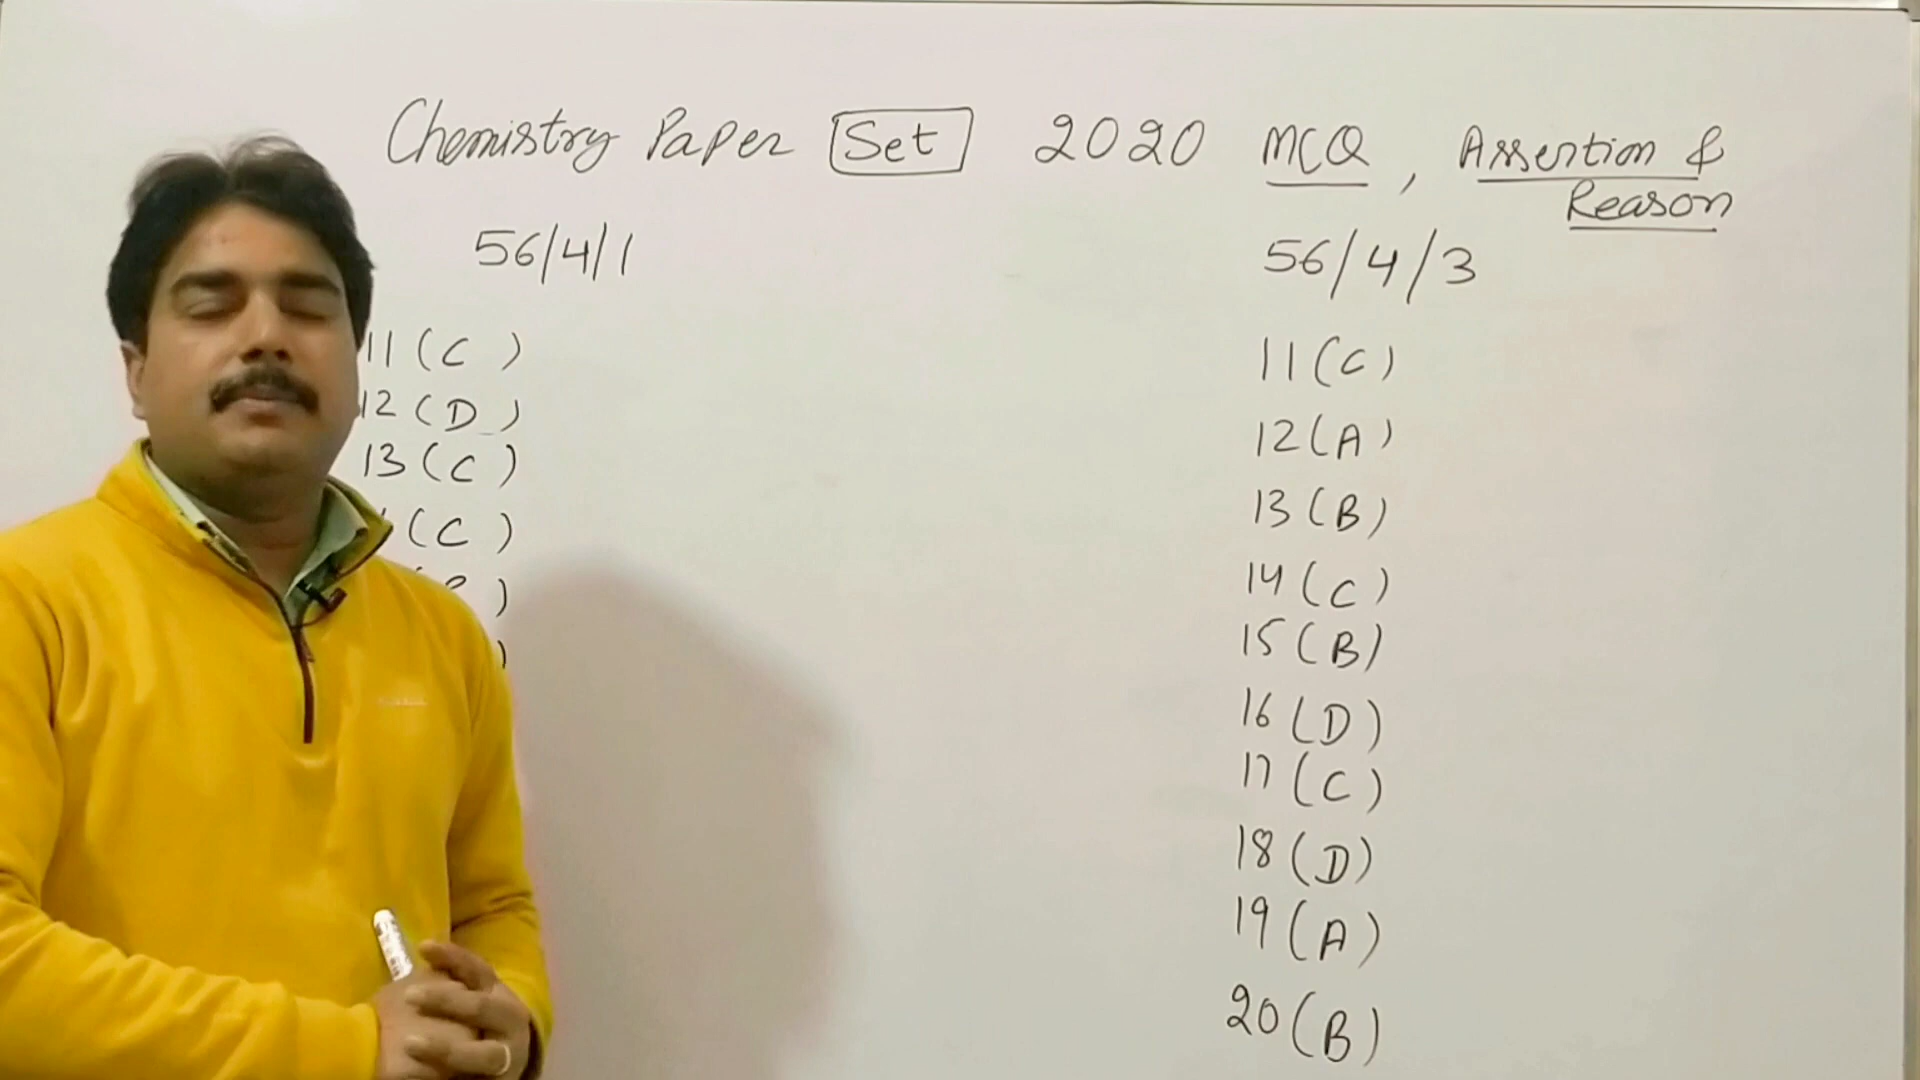 Chemistry Paper Set 2020 MCQ, Assertion &
Reason
56/4/1
11 (C )
12 (D )
13 (C )
(C )
)
)
56/4/3
11 (C)
12 (A )
13 (B)
14 (C )
15 (B)
16 (D)
17 (C )
18 (D)
19 (A )
20 (B)